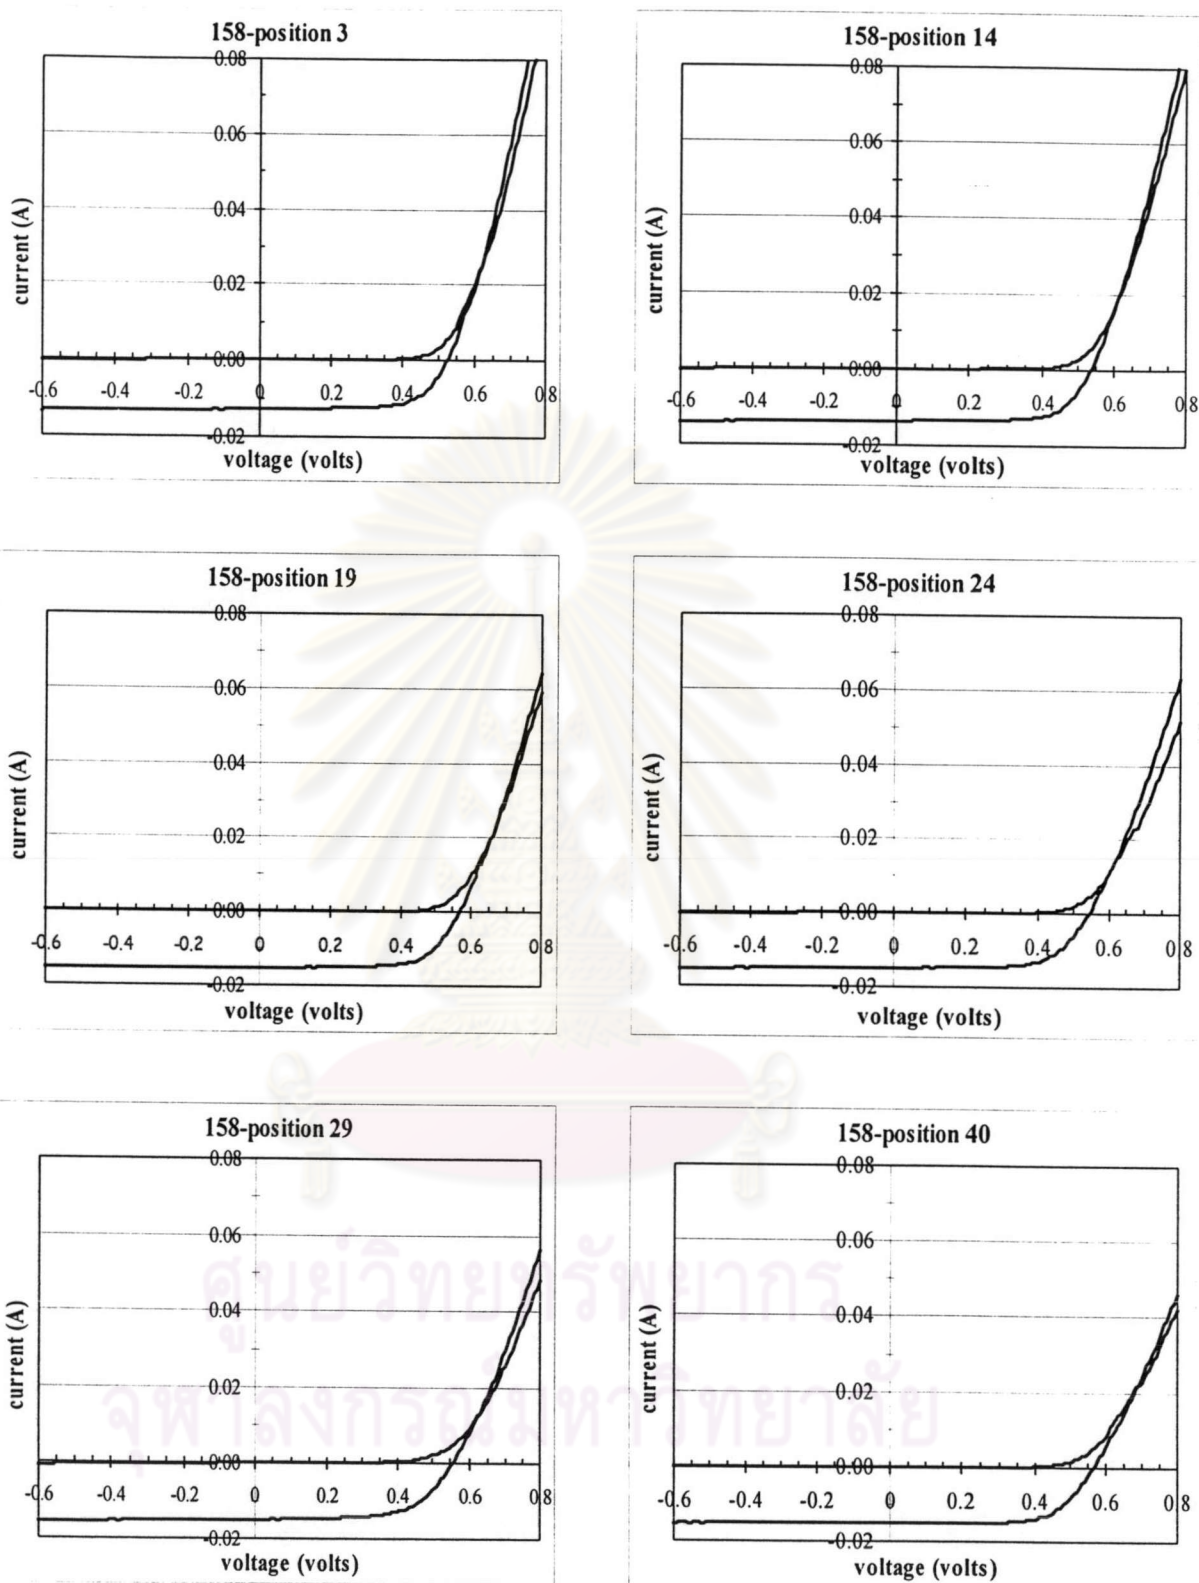 158-position 3
0.08
0.06
0.04
0.02
0.00
-0.6 -0.4 -0.2 0 0.2 0.4 0.6 0.8
-0.02
current (A)
voltage (volts)
158-position 14
0.08
0.06
0.04
0.02
0.00
-0.6 -0.4 -0.2 0 0.2 0.4 0.6 0.8
-0.02
current (A)
voltage (volts)
158-position 19
0.08
0.06
0.04
0.02
0.00
-0.6 -0.4 -0.2 0 0.2 0.4 0.6 0.8
-0.02
current (A)
voltage (volts)
158-position 24
0.08
0.06
0.04
0.02
0.00
-0.6 -0.4 -0.2 0 0.2 0.4 0.6 0.8
-0.02
current (A)
voltage (volts)
158-position 29
0.08
0.06
0.04
0.02
0.00
-0.6 -0.4 -0.2 0 0.2 0.4 0.6 0.8
-0.02
current (A)
voltage (volts)
158-position 40
0.08
0.06
0.04
0.02
0.00
-0.6 -0.4 -0.2 0 0.2 0.4 0.6 0.8
-0.02
current (A)
voltage (volts)
ศูนย์วิทยทรัพยากร
จุฬาลงกรณ์มหาวิทยาลัย